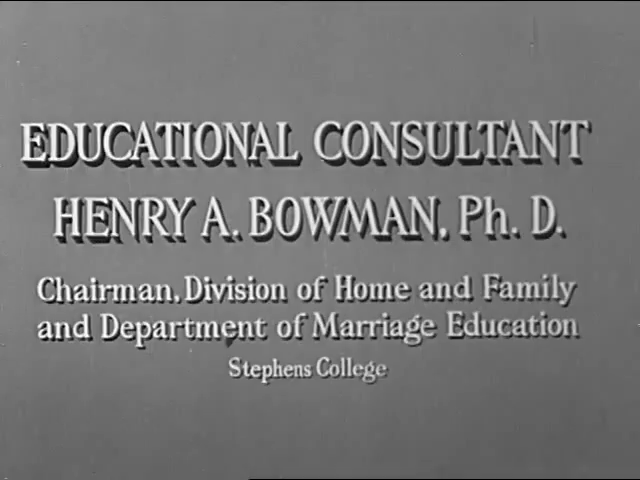 EDUCATIONAL CONSULTANT
HENRY A. BOWMAN, Ph. D.
Chairman, Division of Home and Family
and Department of Marriage Education
Stephens College